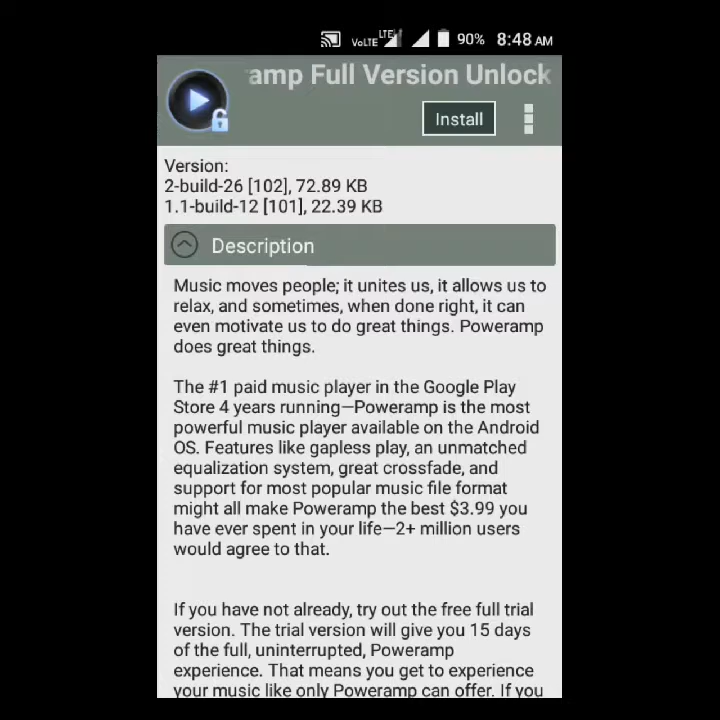 VoLTE LTE 90% 8:48 AM
amp Full Version Unlock
Install
Version:
2-build-26 [102], 72.89 KB
1.1-build-12 [101], 22.39 KB
Description
Music moves people; it unites us, it allows us to
relax, and sometimes, when done right, it can
even motivate us to do great things. Poweramp
does great things.
The #1 paid music player in the Google Play
Store 4 years running—Poweramp is the most
powerful music player available on the Android
OS. Features like gapless play, an unmatched
equalization system, great crossfade, and
support for most popular music file format
might all make Poweramp the best $3.99 you
have ever spent in your life—2+ million users
would agree to that.
If you have not already, try out the free full trial
version. The trial version will give you 15 days
of the full, uninterrupted, Poweramp
experience. That means you get to experience
your music like only Poweramp can offer. If you